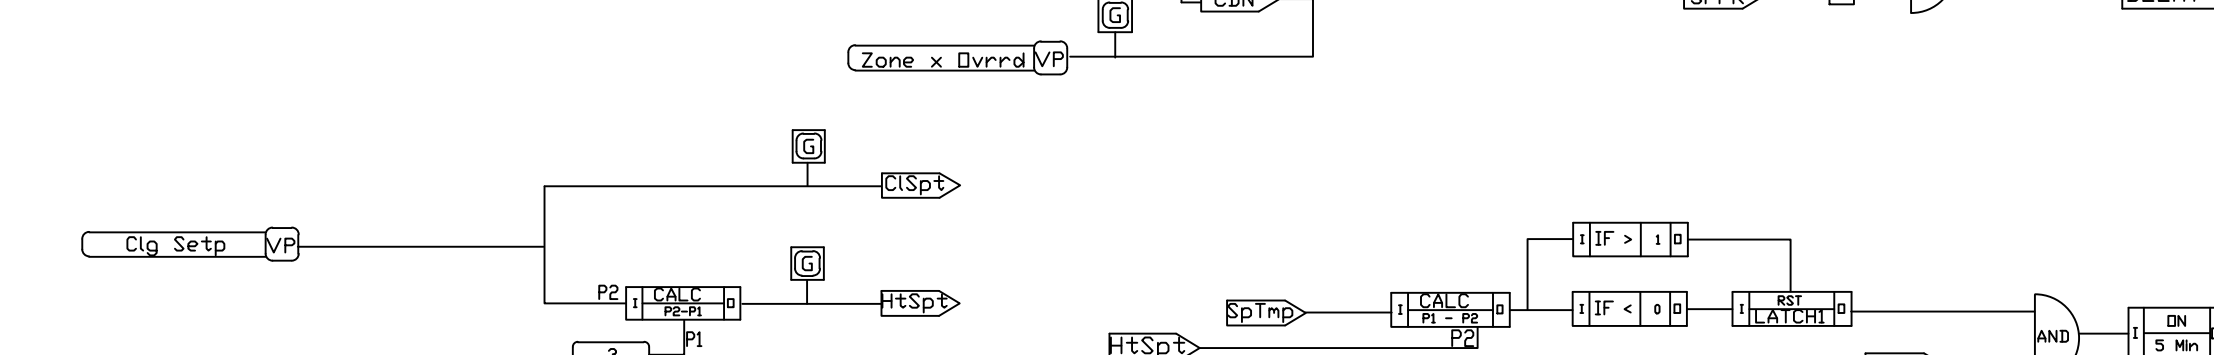 G
Zone x Ovrrd VP
G
ClSpt
Clg Setp VP
G
P2 I CALC O
P2-P1
HtSpt
P1
I IF > 1 O
SpTmp
I CALC O
P1 - P2
P2
I IF < 0 O
RST
I LATCH1 O
HtSpt
AND
I ON
5 Min